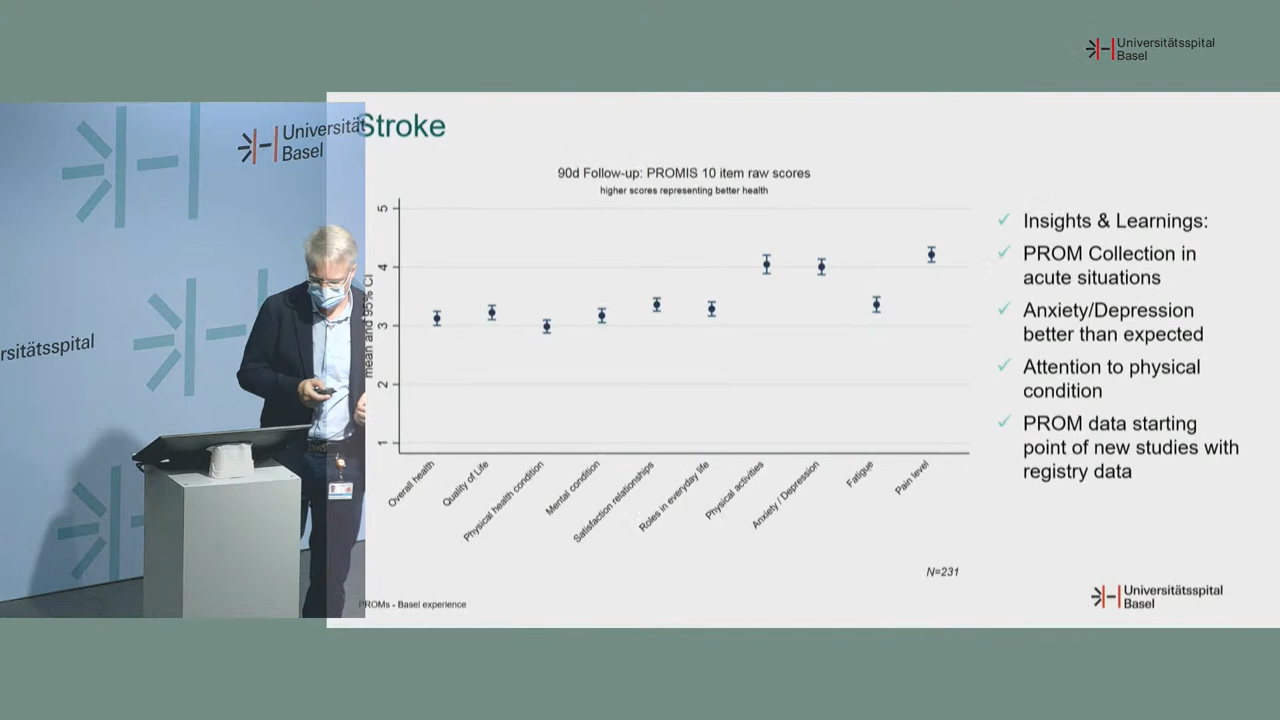 Universitätsspital
Basel
Universität
Basel
rsitätsspital
Stroke
90d Follow-up: PROMIS 10 item raw scores
higher scores representing better health
mean and 95% CI
5
4
3
2
1
Overall health
Quality of Life
Physical health condition
Mental condition
Satisfaction relationships
Roles in everyday life
Physical activities
Anxiety / Depression
Fatigue
Pain level
N=231
Insights & Learnings:
PROM Collection in
acute situations
Anxiety/Depression
better than expected
Attention to physical
condition
PROM data starting
point of new studies with
registry data
PROMs - Basel experience
Universitätsspital
Basel